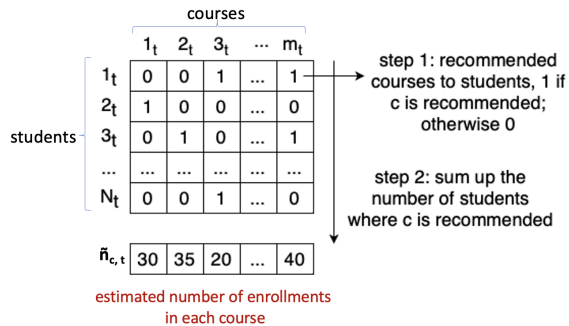 courses
1t 2t 3t ... mt
1t 0 0 1 ... 1
2t 1 0 0 ... 0
students 3t 0 1 0 ... 1
... ... ... ... ... ...
Nt 0 0 1 ... 0
step 1: recommended
courses to students, 1 if
c is recommended;
otherwise 0
step 2: sum up the
number of students
where c is recommended
ñc, t 30 35 20 ... 40
estimated number of enrollments
in each course